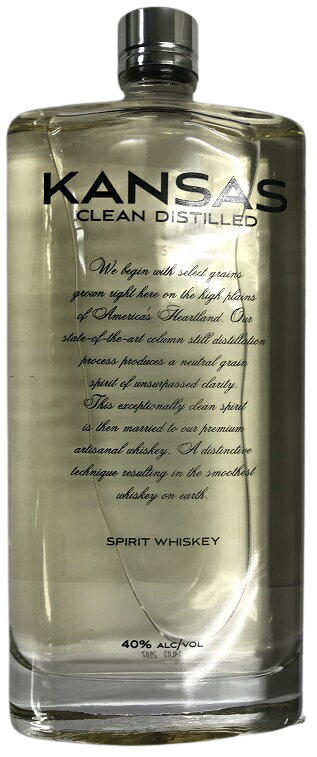 KANSAS
CLEAN DISTILLED
We begin with select grains
grown right here on the high plains
of America's Heartland. Our
state-of-the-art column still distillation
process produces a neutral grain
spirit of unsurpassed clarity.
This exceptionally clean spirit
is then married to our premium
artisanal whiskey. A distinctive
technique resulting in the smoothest
whiskey on earth.
SPIRIT WHISKEY
40% ALC/VOL